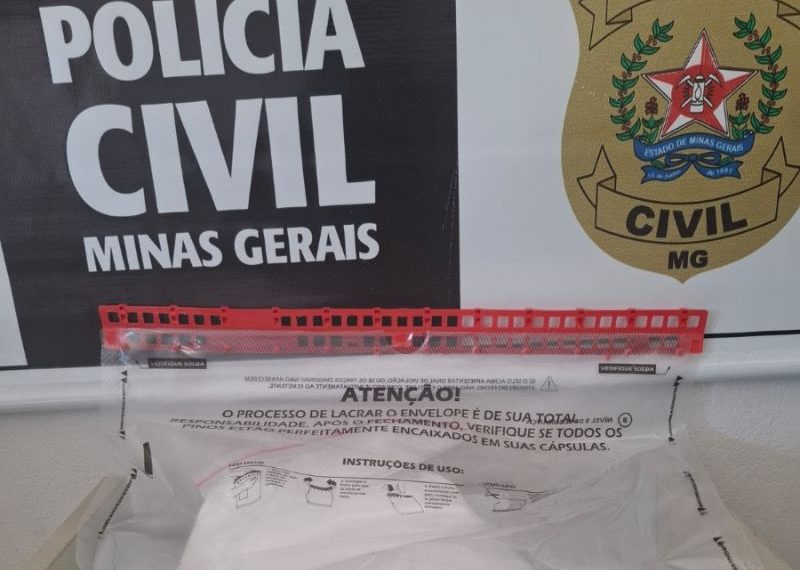 POLÍCIA
CIVIL
MINAS GERAIS
ESTADO DE MINAS GERAIS
CIVIL
MG
VERIFIQUE SOLDA
VERIFIQUE SOLDA
ATENÇÃO!
O PROCESSO DE LACRAR O ENVELOPE É DE SUA TOTAL
RESPONSABILIDADE. APÓS O FECHAMENTO, VERIFIQUE SE TODOS OS
PINOS ESTÃO PERFEITAMENTE ENCAIXADOS EM SUAS CÁPSULAS.
INSTRUÇÕES DE USO: